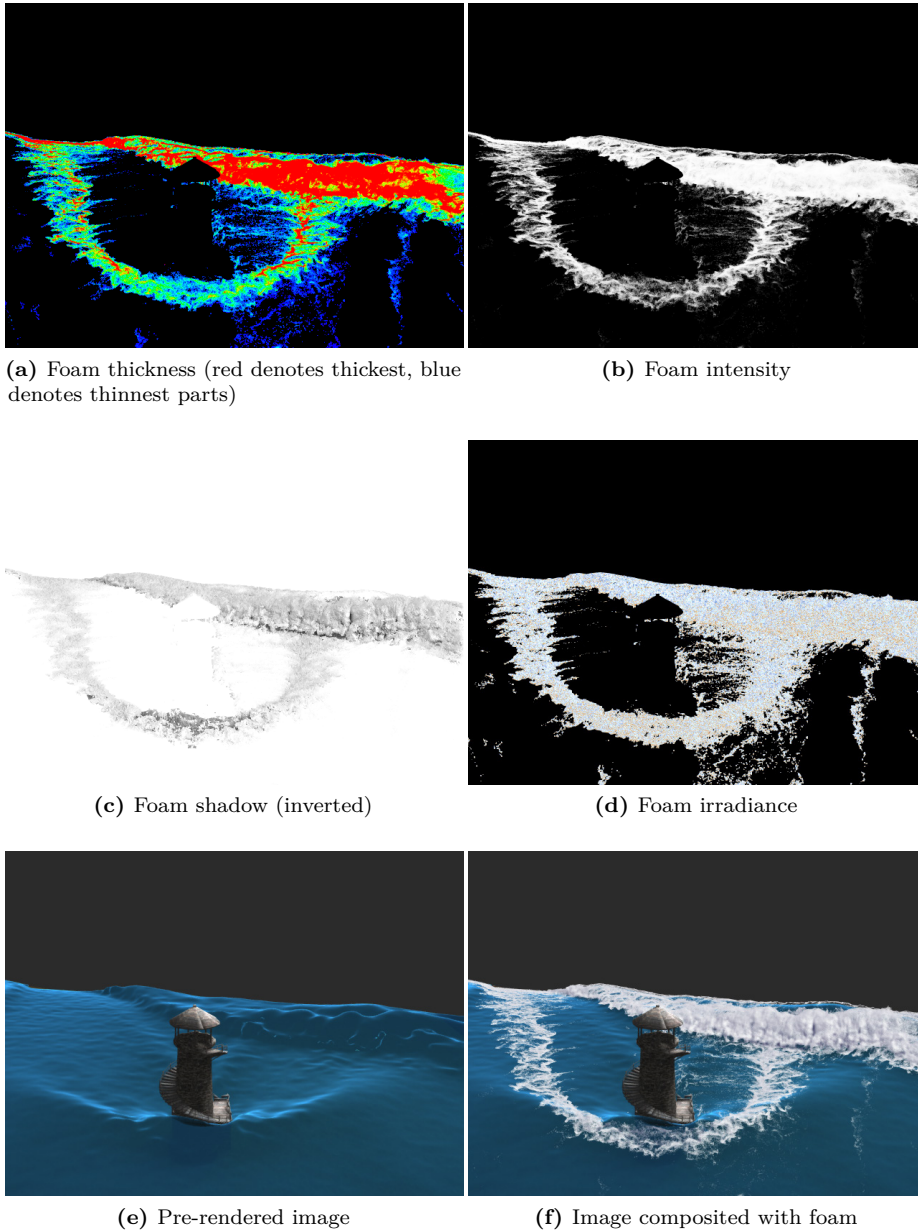 (a) Foam thickness (red denotes thickest, blue
denotes thinnest parts)
(b) Foam intensity
(c) Foam shadow (inverted)
(d) Foam irradiance
(e) Pre-rendered image
(f) Image composited with foam